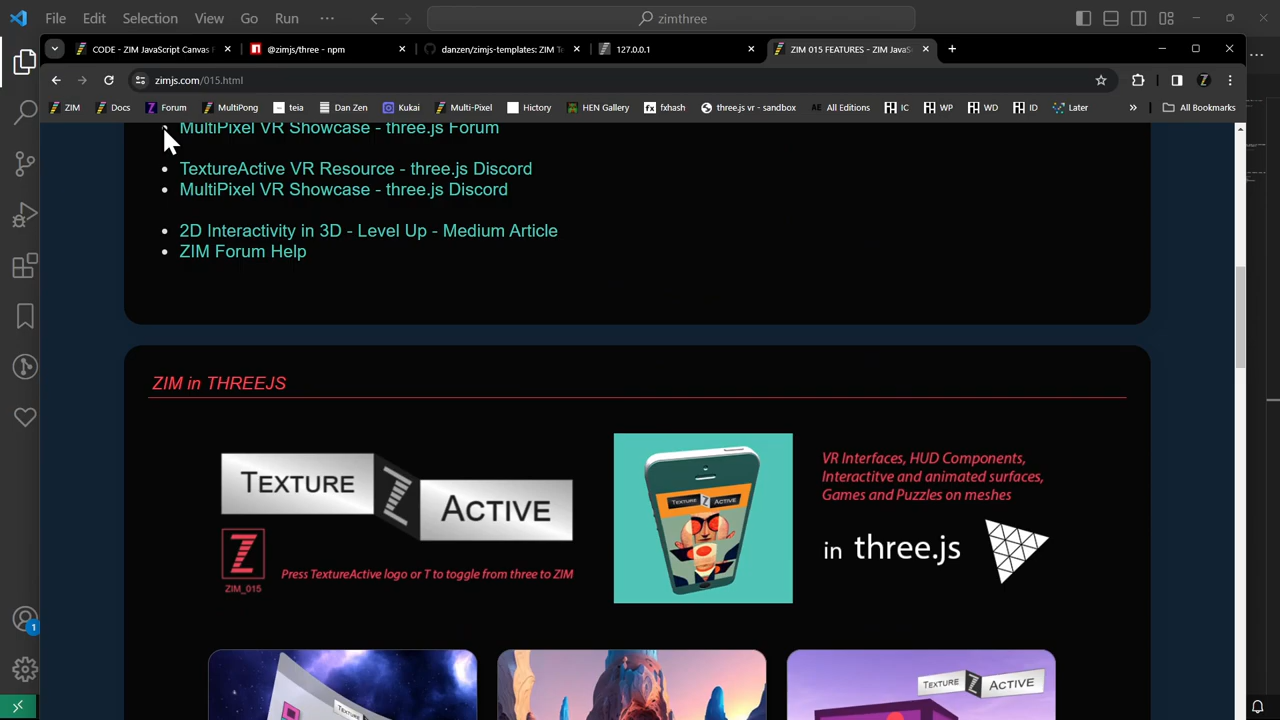 File Edit Selection View Go Run ··· zimthree
CODE - ZIM JavaScript Canvas F @zimjs/three - npm danzen/zimjs-templates: ZIM Te 127.0.0.1 ZIM 015 FEATURES - ZIM JavaS
zimjs.com/015.html
ZIM Docs Forum MultiPong teia Dan Zen Kukai Multi-Pixel Hictory HEN Gallery fxhash three.js vr - sandbox AE All Editions IC WP WD ID Later » All Bookmarks
MultiPixel VR Showcase - three.js Forum
TextureActive VR Resource - three.js Discord
MultiPixel VR Showcase - three.js Discord
2D Interactivity in 3D - Level Up - Medium Article
ZIM Forum Help
ZIM in THREEJS
TEXTURE ACTIVE
ZIM_015
Press TextureActive logo or T to toggle from three to ZIM
TEXTURE ACTIVE
VR Interfaces, HUD Components,
Interactitve and animated surfaces,
Games and Puzzles on meshes
in three.js
TEXTURE ACTIVE
1